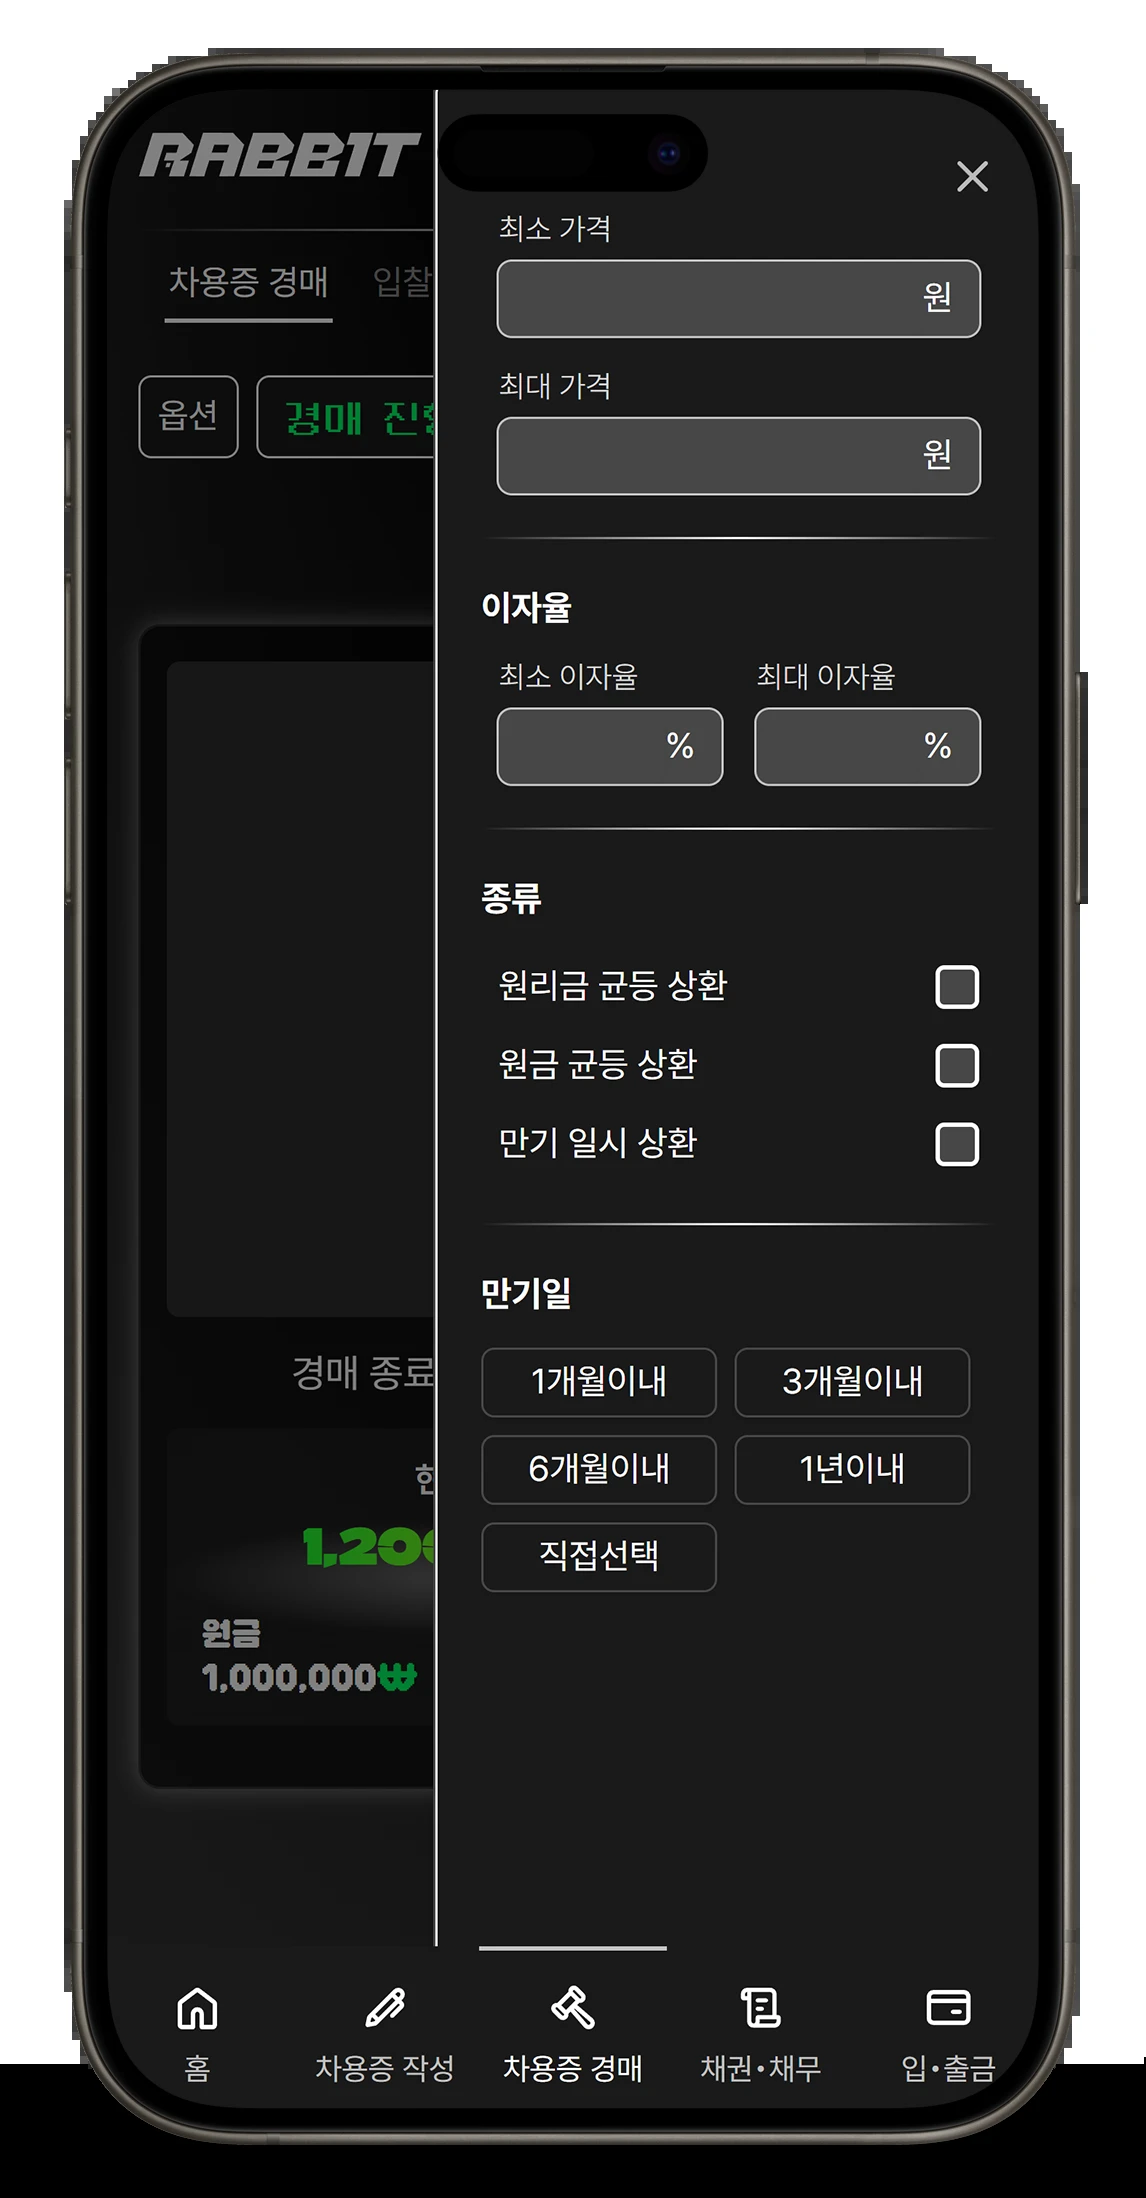 RABBIT
차용증 경매 입찰
옵션 경매 진행
경매 종료
1,200
원금
1,000,000₩
최소 가격
원
최대 가격
원
이자율
최소 이자율 최대 이자율
% %
종류
원리금 균등 상환
원금 균등 상환
만기 일시 상환
만기일
1개월이내 3개월이내
6개월이내 1년이내
직접선택
홈 차용증 작성 차용증 경매 채권•채무 입•출금